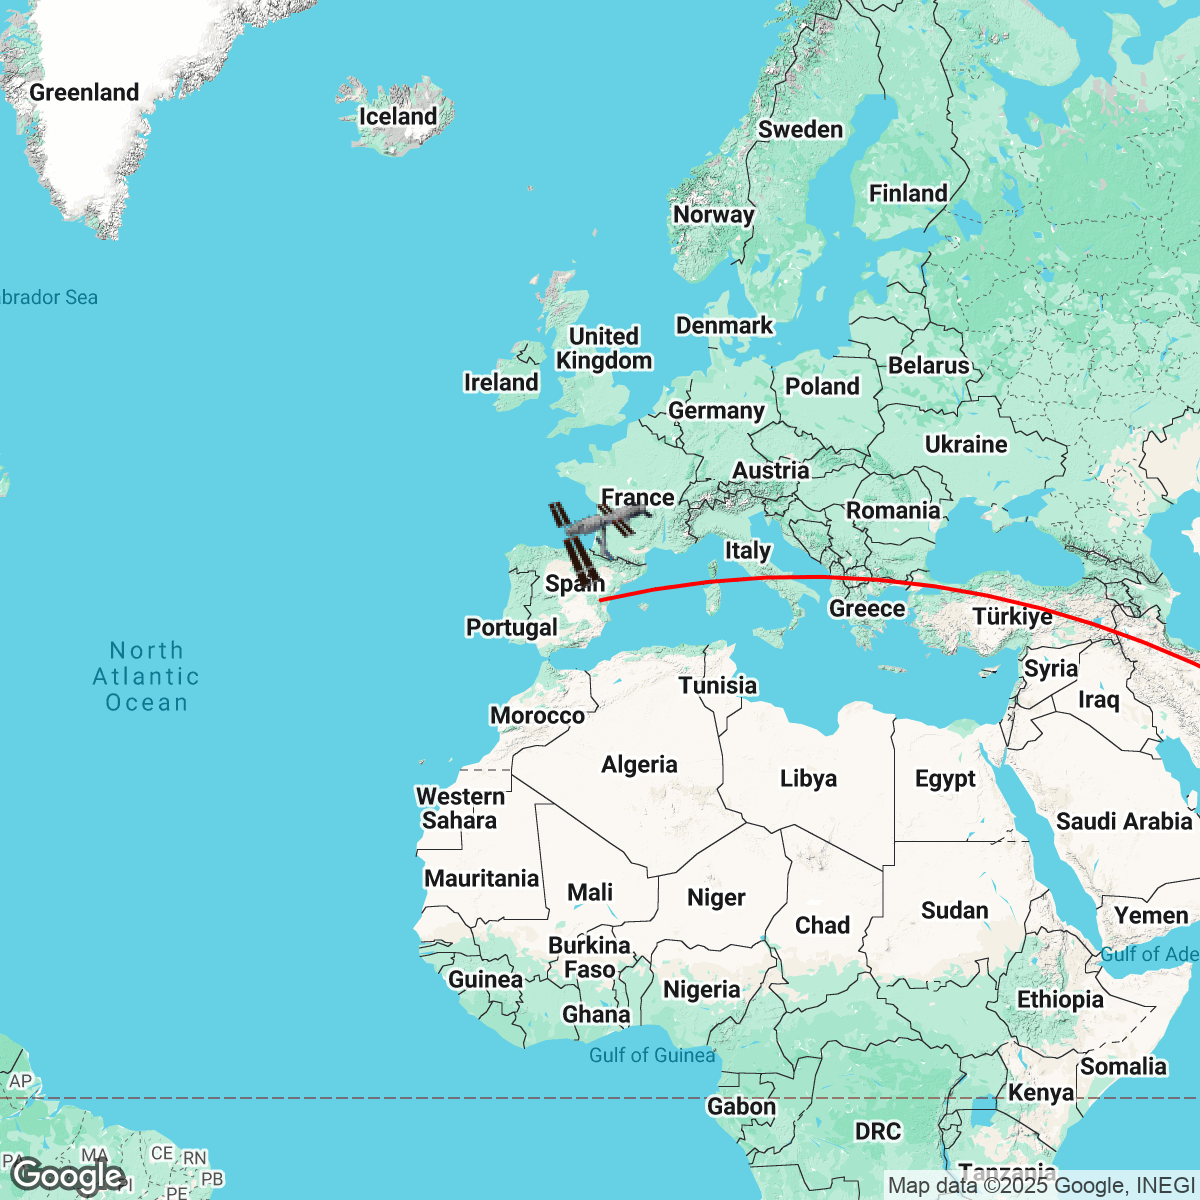 Greenland
Iceland
Sweden
Finland
Norway
brador Sea
Denmark
United
Kingdom
Ireland
Belarus
Poland
Germany
Ukraine
Austria
France
Romania
Italy
Spain
Greece
Türkiye
Portugal
North
Atlantic
Ocean
Syria
Tunisia
Iraq
Morocco
Algeria
Libya
Egypt
Western
Sahara
Saudi Arabia
Mauritania
Mali
Niger
Sudan
Chad
Yemen
Burkina
Faso
Gulf of Ade
Guinea
Nigeria
Ethiopia
Ghana
Gulf of Guinea
Somalia
AP
Kenya
Gabon
DRC
MA
CE
RN
PA
Google
PI
PB
PE
Tanzania
Map data ©2025 Google, INEGI